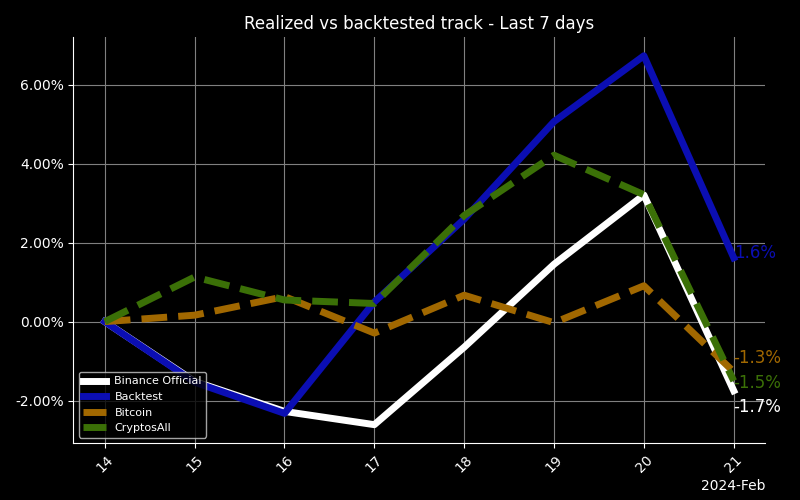 Realized vs backtested track - Last 7 days
6.00%
4.00%
2.00%
0.00%
-2.00%
1.6%
-1.3%
-1.5%
-1.7%
Binance Official
Backtest
Bitcoin
CryptosAll
14 15 16 17 18 19 20 21
2024-Feb